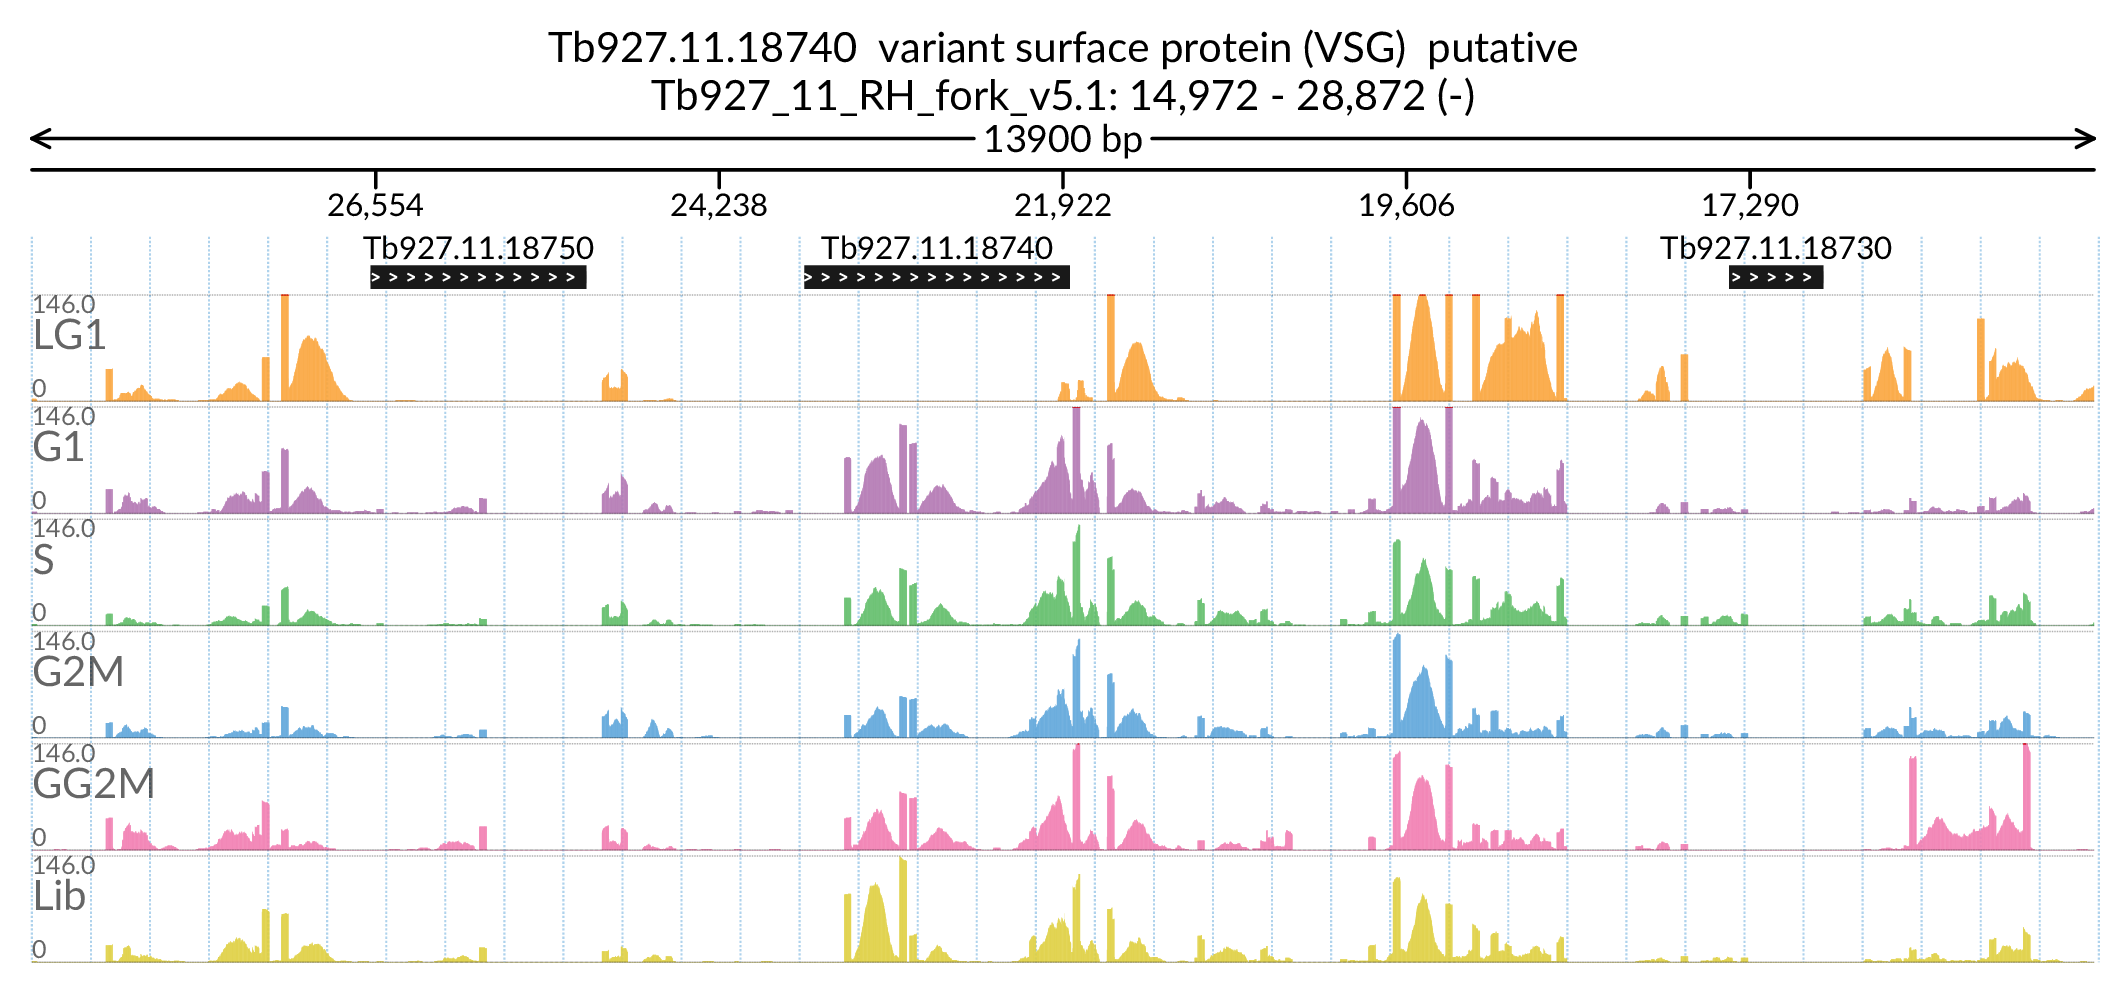 Tb927.11.18740  variant surface protein (VSG)  putative
Tb927_11_RH_fork_v5.1: 14,972 - 28,872 (-)
13900 bp
26,554 24,238 21,922 19,606 17,290
Tb927.11.18750 Tb927.11.18740 Tb927.11.18730
146.0
LG1
0
146.0
G1
0
146.0
S
0
146.0
G2M
0
146.0
GG2M
0
146.0
Lib
0